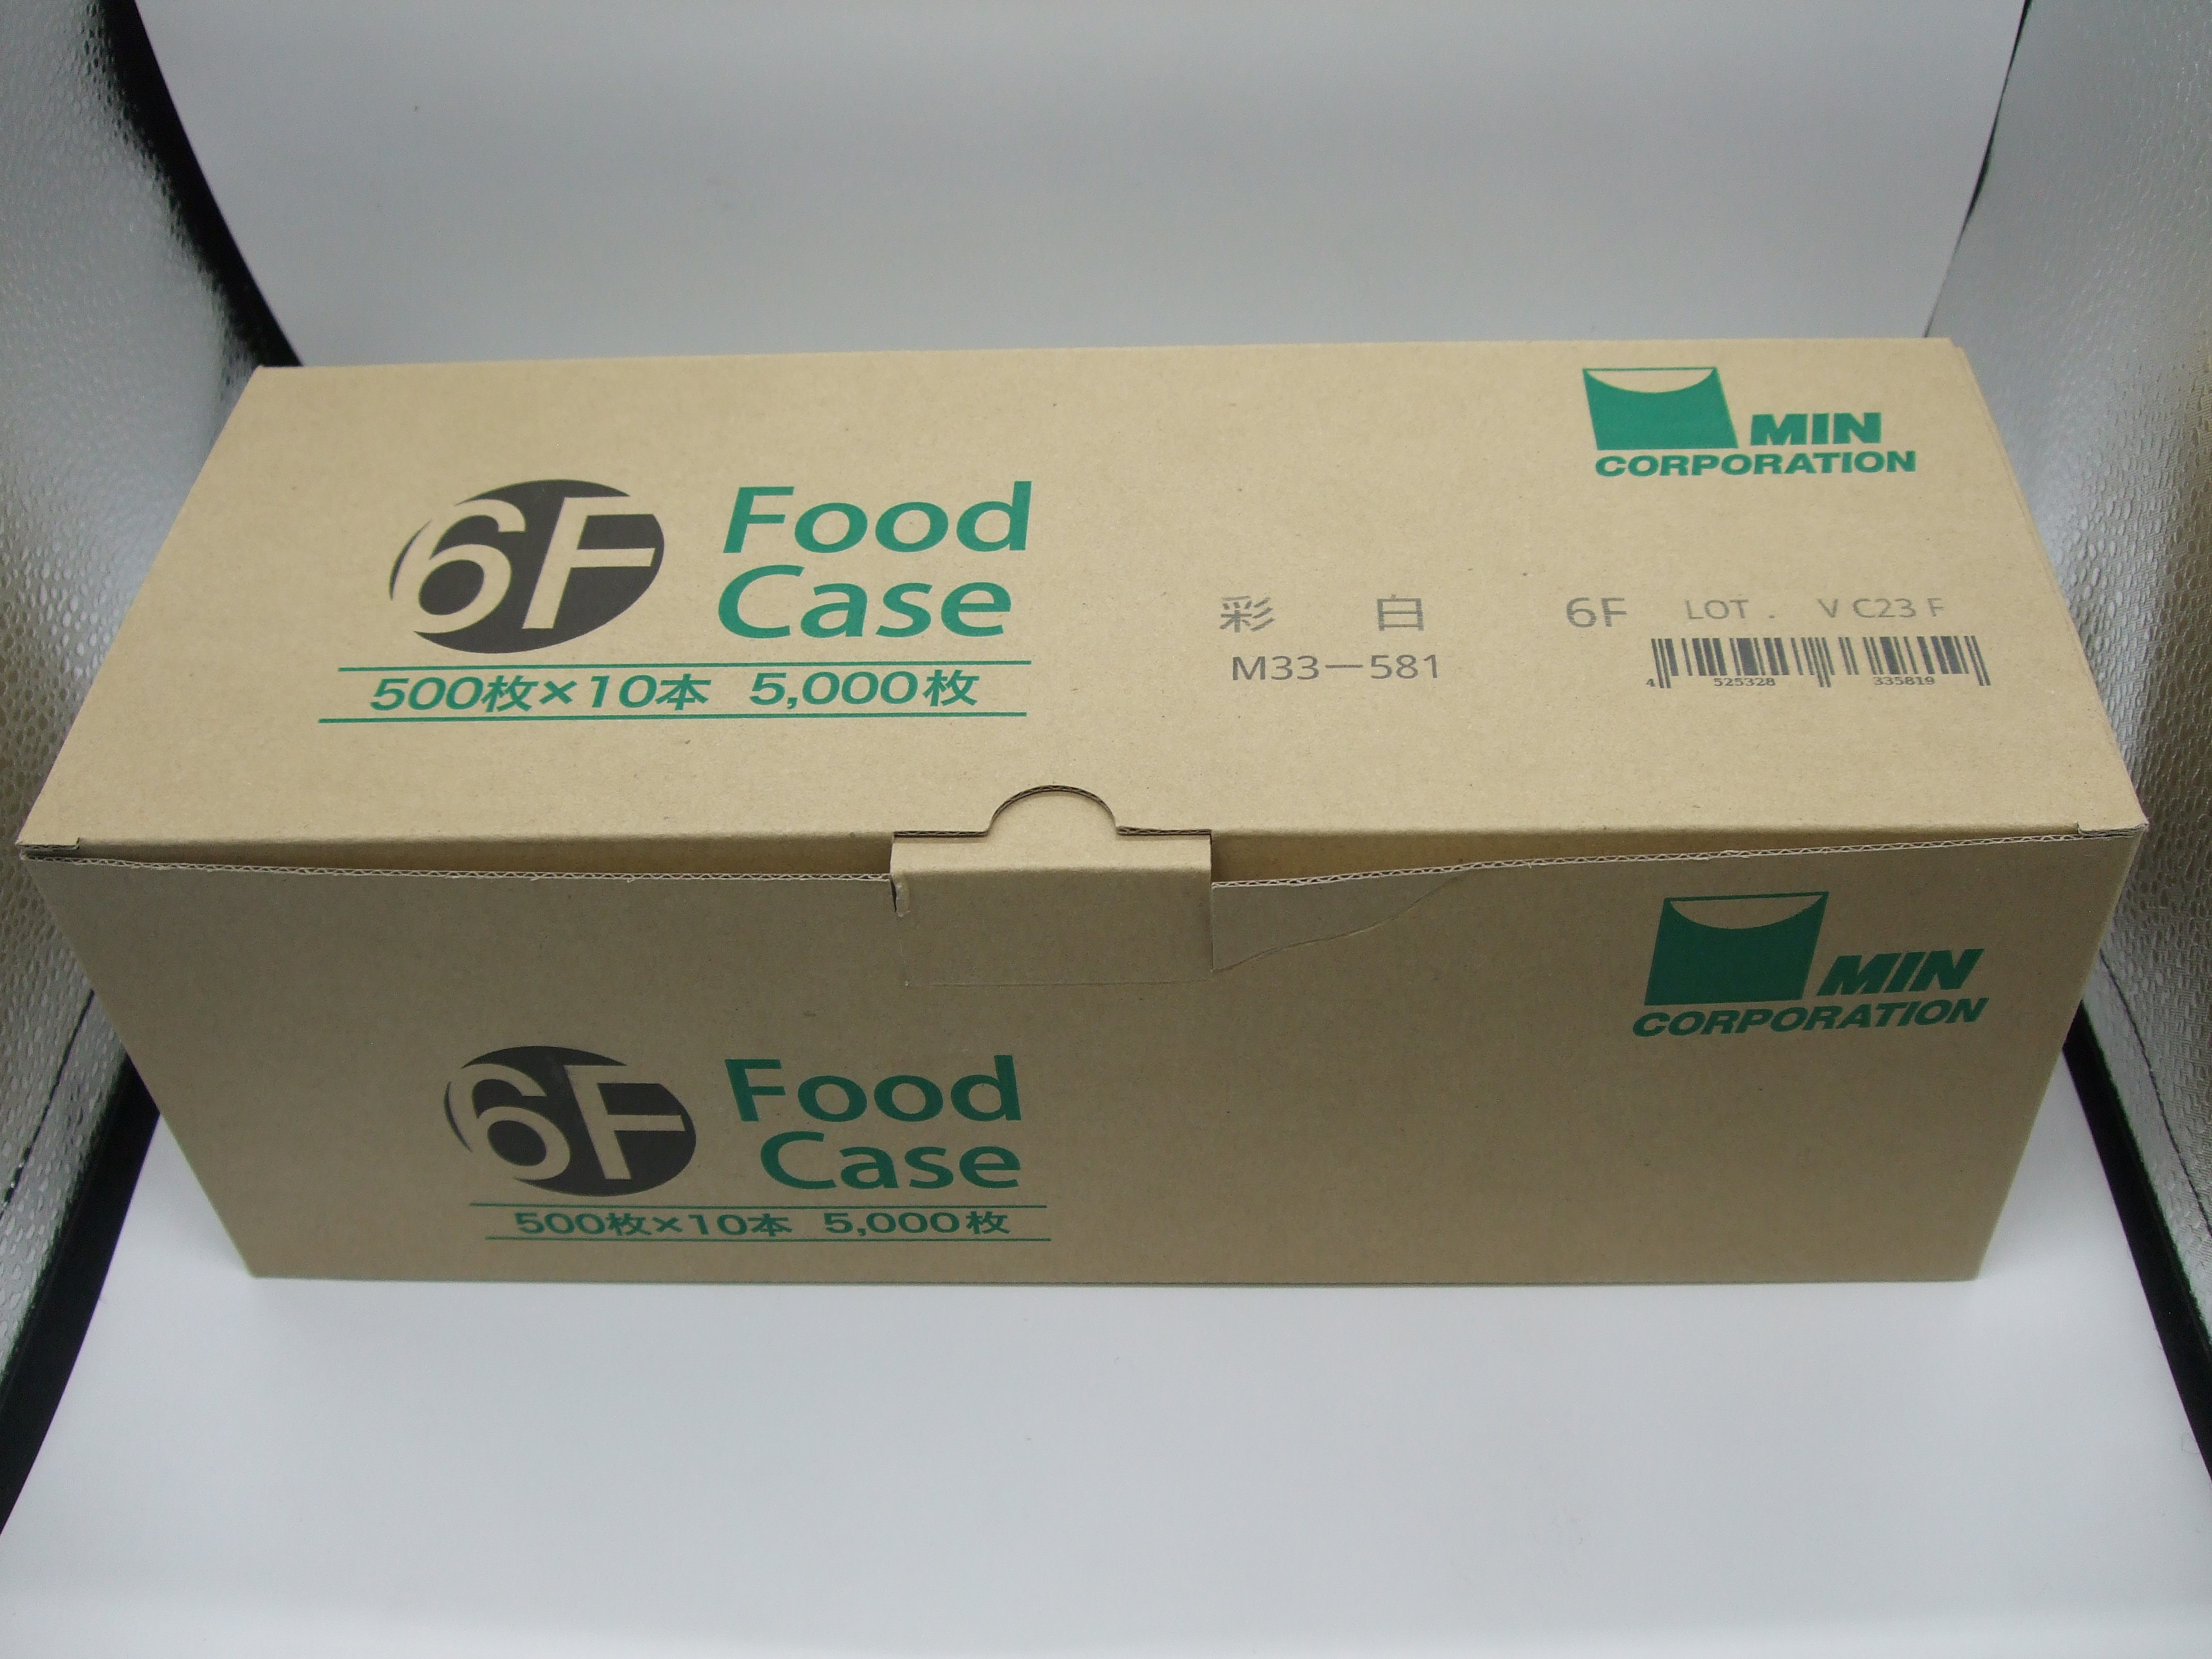 MIN
CORPORATION
6F
Food
Case
500枚×10本 5,000枚
彩 白 6F LOT. VC23F
M33－581
4 525328 335819
MIN
CORPORATION
6F
Food
Case
500枚×10本 5,000枚